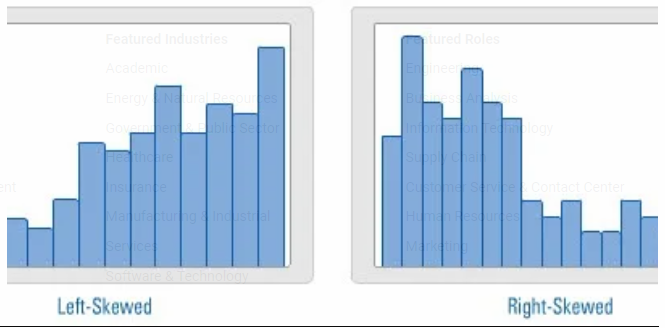 Featured Industries
Academic
Energy & Natural Resources
Government & Public Sector
Healthcare
Insurance
Manufacturing & Industrial
Services
Software & Technology
Left-Skewed
Featured Roles
Engineering
Business Analysis
Information Technology
Supply Chain
Customer Service & Contact Center
Human Resources
Marketing
Right-Skewed